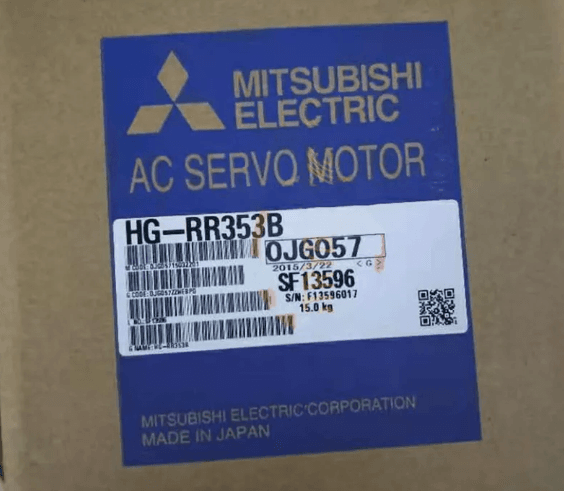 MITSUBISHI
ELECTRIC
AC SERVO MOTOR
HG-RR353B
0JG057
2015/3/22 <G>
SF13596
S/N: F13596017
15.0 kg
MITSUBISHI ELECTRIC CORPORATION
MADE IN JAPAN